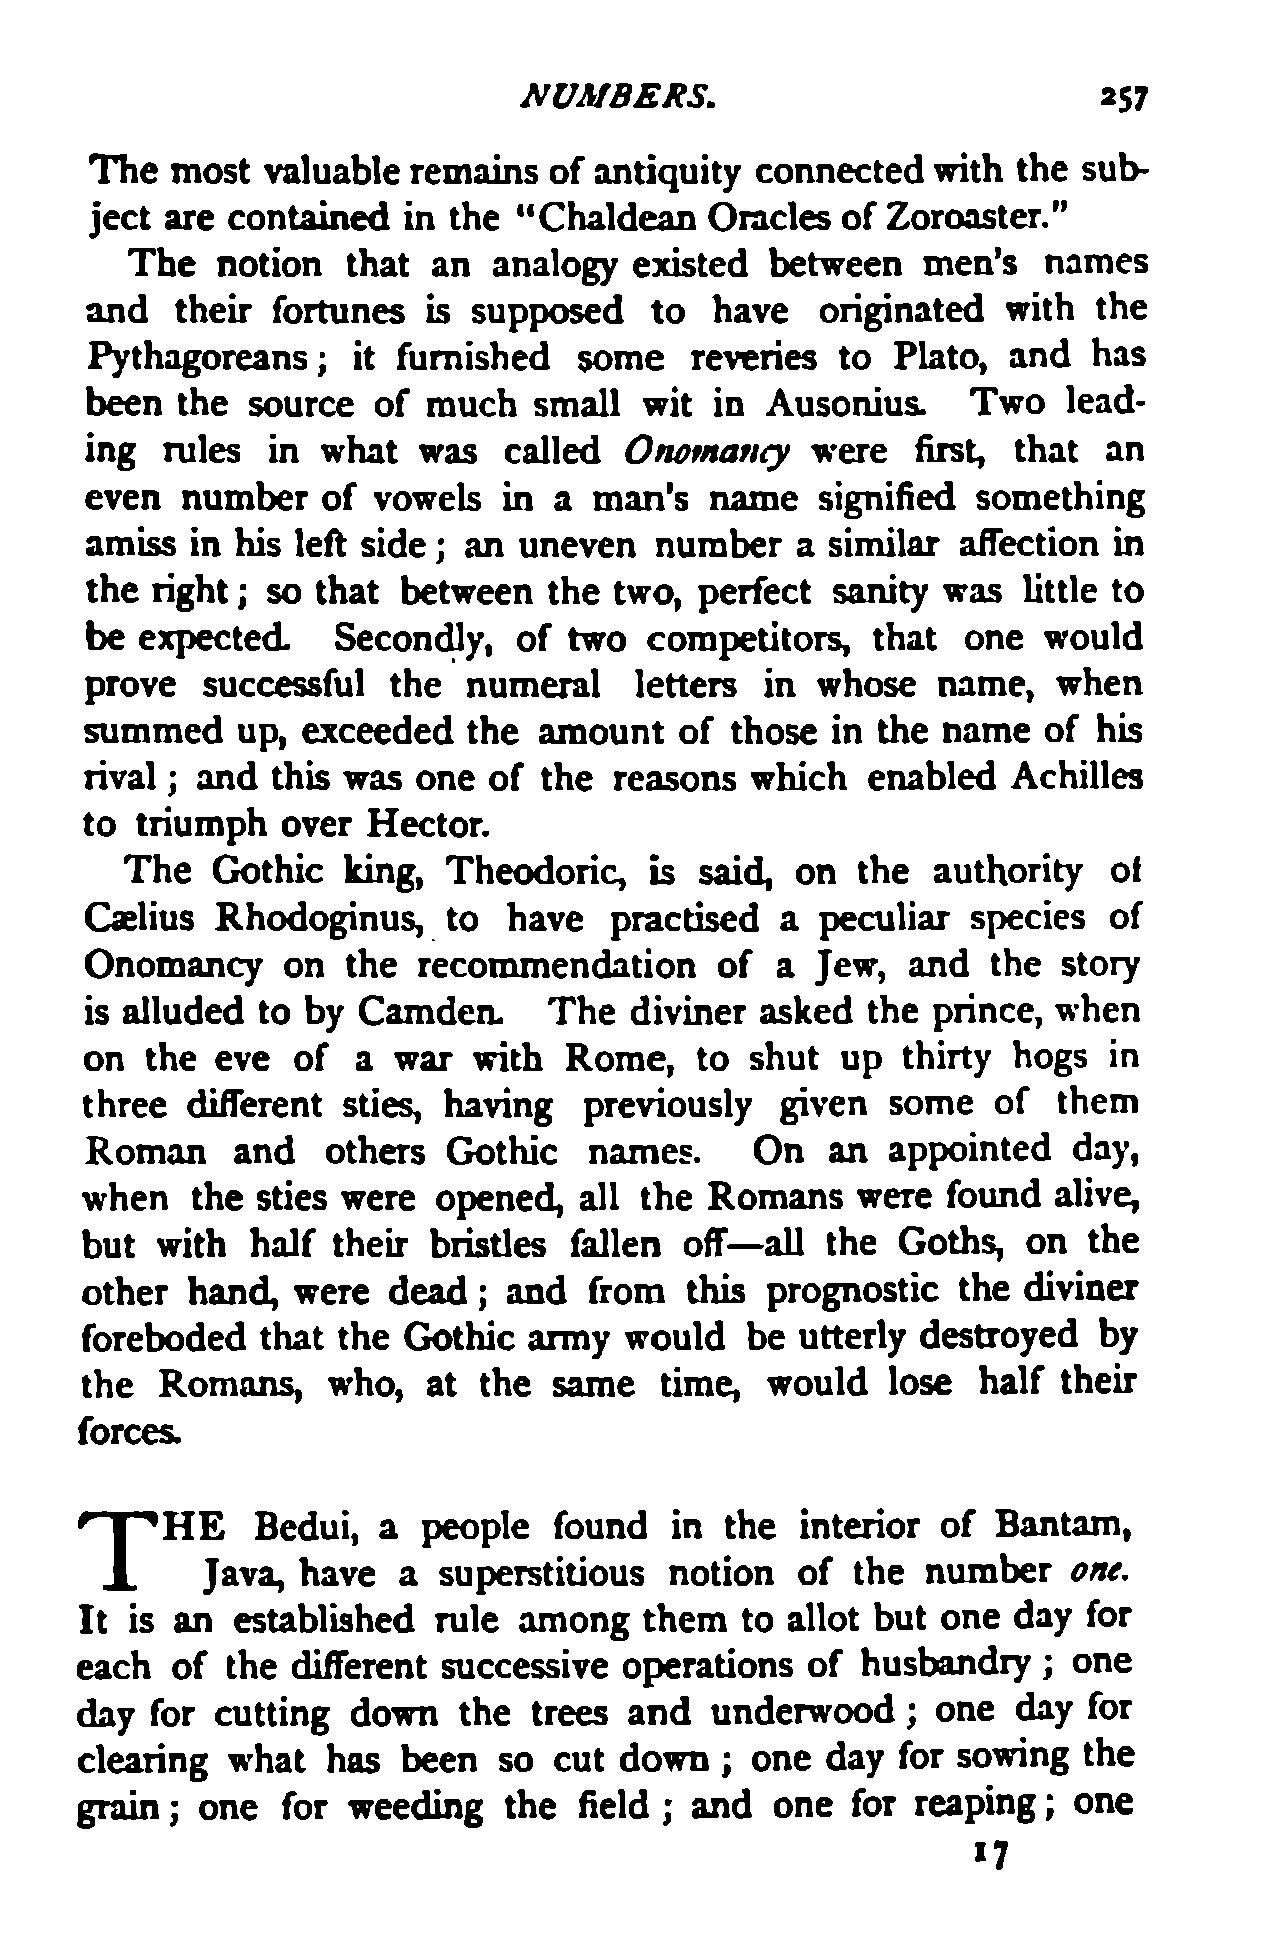 NUMBERS. 257
The most valuable remains of antiquity connected with the sub-
ject are contained in the "Chaldean Oracles of Zoroaster."
The notion that an analogy existed between men's names
and their fortunes is supposed to have originated with the
Pythagoreans; it furnished some reveries to Plato, and has
been the source of much small wit in Ausonius. Two lead-
ing rules in what was called Onomancy were first, that an
even number of vowels in a man's name signified something
amiss in his left side; an uneven number a similar affection in
the right; so that between the two, perfect sanity was little to
be expected. Secondly, of two competitors, that one would
prove successful the numeral letters in whose name, when
summed up, exceeded the amount of those in the name of his
rival; and this was one of the reasons which enabled Achilles
to triumph over Hector.
The Gothic king, Theodoric, is said, on the authority of
Cælius Rhodoginus, to have practised a peculiar species of
Onomancy on the recommendation of a Jew, and the story
is alluded to by Camden. The diviner asked the prince, when
on the eve of a war with Rome, to shut up thirty hogs in
three different sties, having previously given some of them
Roman and others Gothic names. On an appointed day,
when the sties were opened, all the Romans were found alive,
but with half their bristles fallen off—all the Goths, on the
other hand, were dead; and from this prognostic the diviner
foreboded that the Gothic army would be utterly destroyed by
the Romans, who, at the same time, would lose half their
forces.
THE Bedui, a people found in the interior of Bantam,
Java, have a superstitious notion of the number one.
It is an established rule among them to allot but one day for
each of the different successive operations of husbandry; one
day for cutting down the trees and underwood; one day for
clearing what has been so cut down; one day for sowing the
grain; one for weeding the field; and one for reaping; one
17